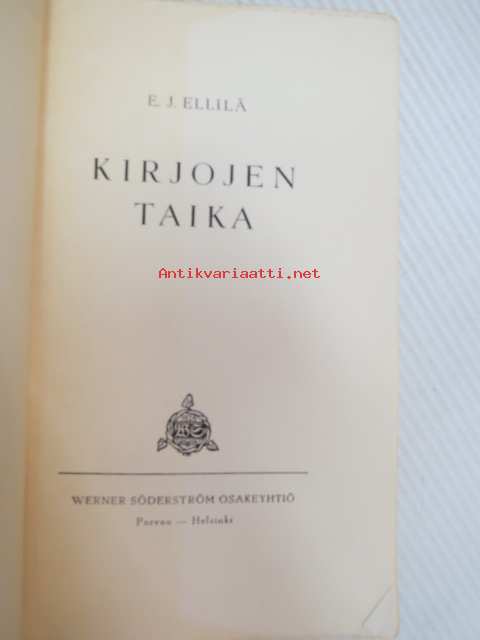 E. J. ELLILÄ
KIRJOJEN
TAIKA
Antikvariaatti.net
WERNER SÖDERSTRÖM OSAKEYHTIÖ
Porvoo — Helsinki